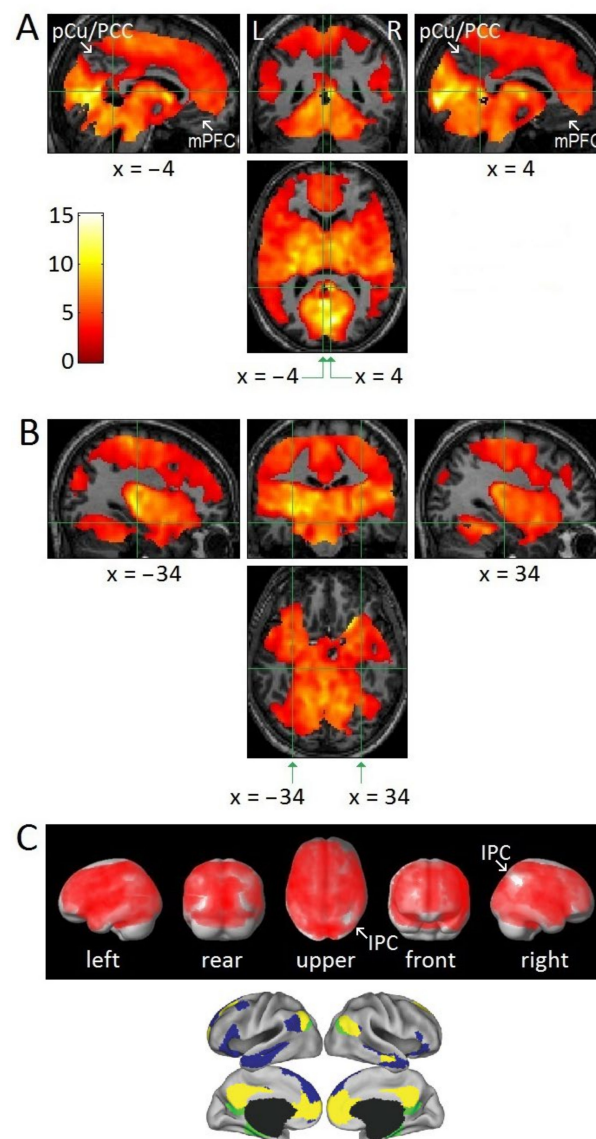 A
pCu/PCC
L
R
pCu/PCC
mPFC
mPFC
x = −4
x = 4
15
10
5
0
x = −4
x = 4
B
x = −34
x = 34
x = −34
x = 34
C
IPC
IPC
left
rear
upper
front
right